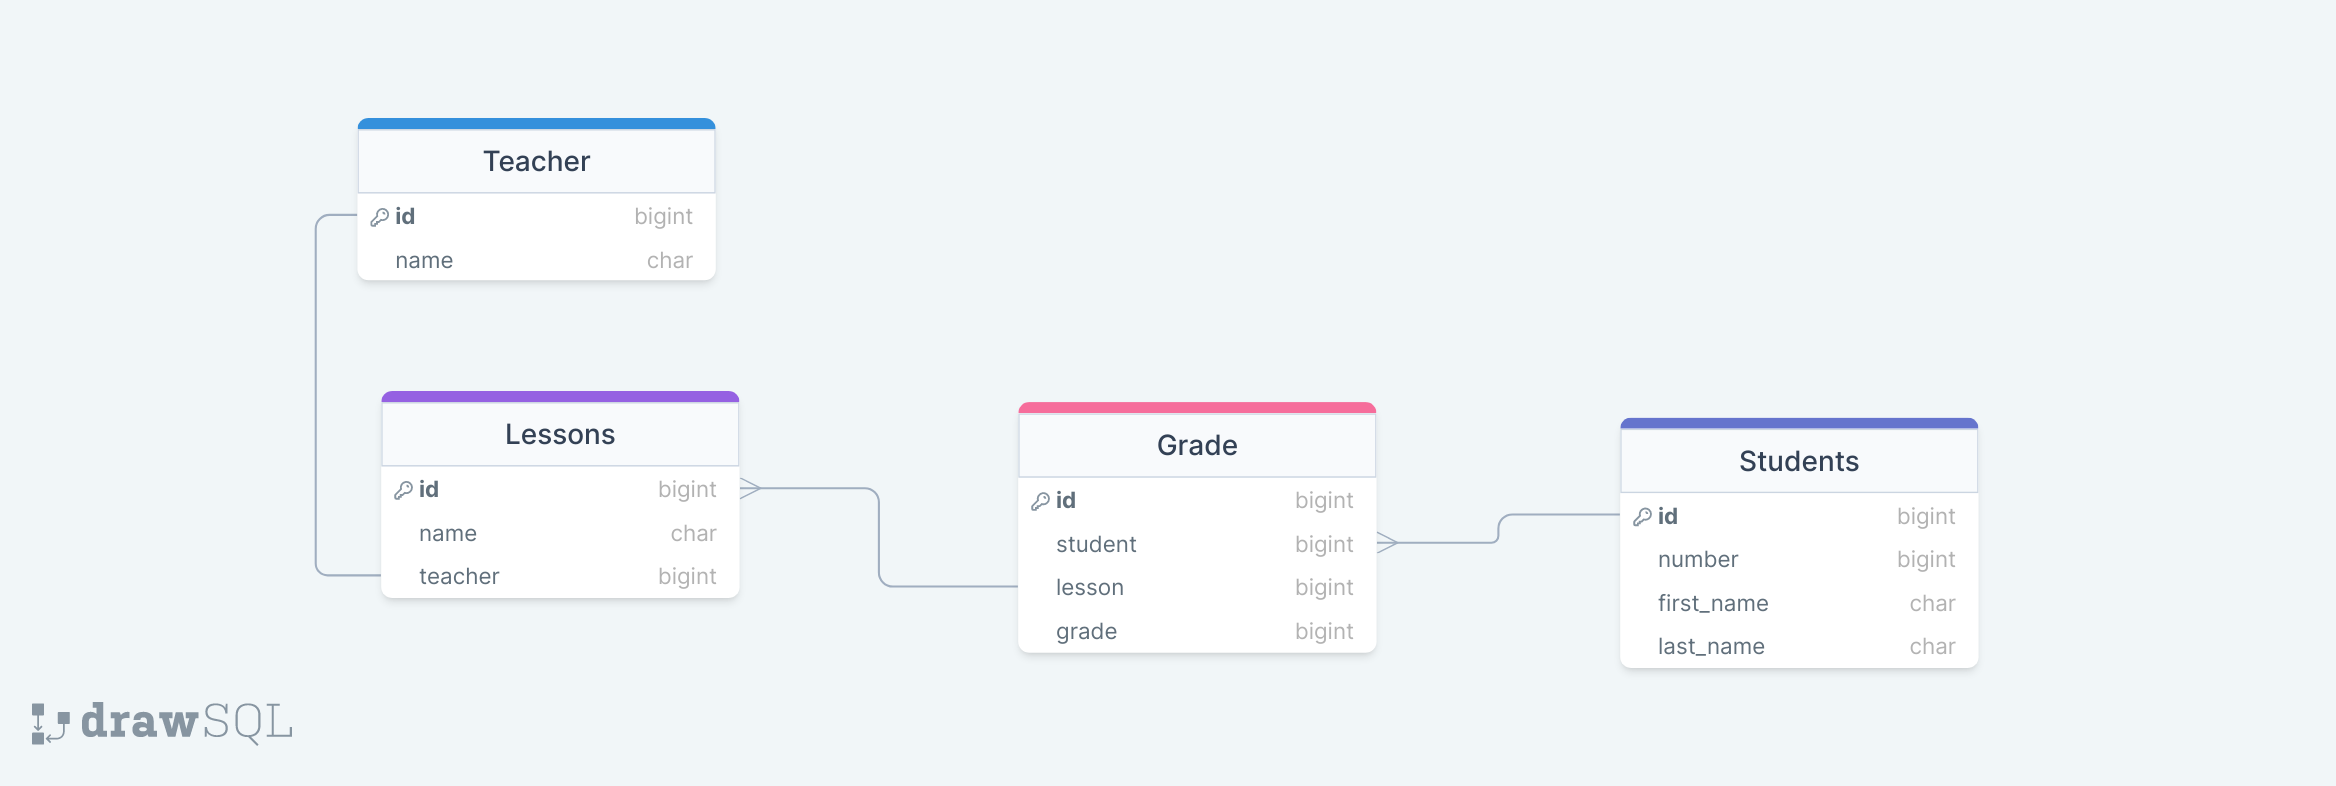 Teacher
id bigint
name char
Lessons
id bigint
name char
teacher bigint
Grade
id bigint
student bigint
lesson bigint
grade bigint
Students
id bigint
number bigint
first_name char
last_name char
drawSQL